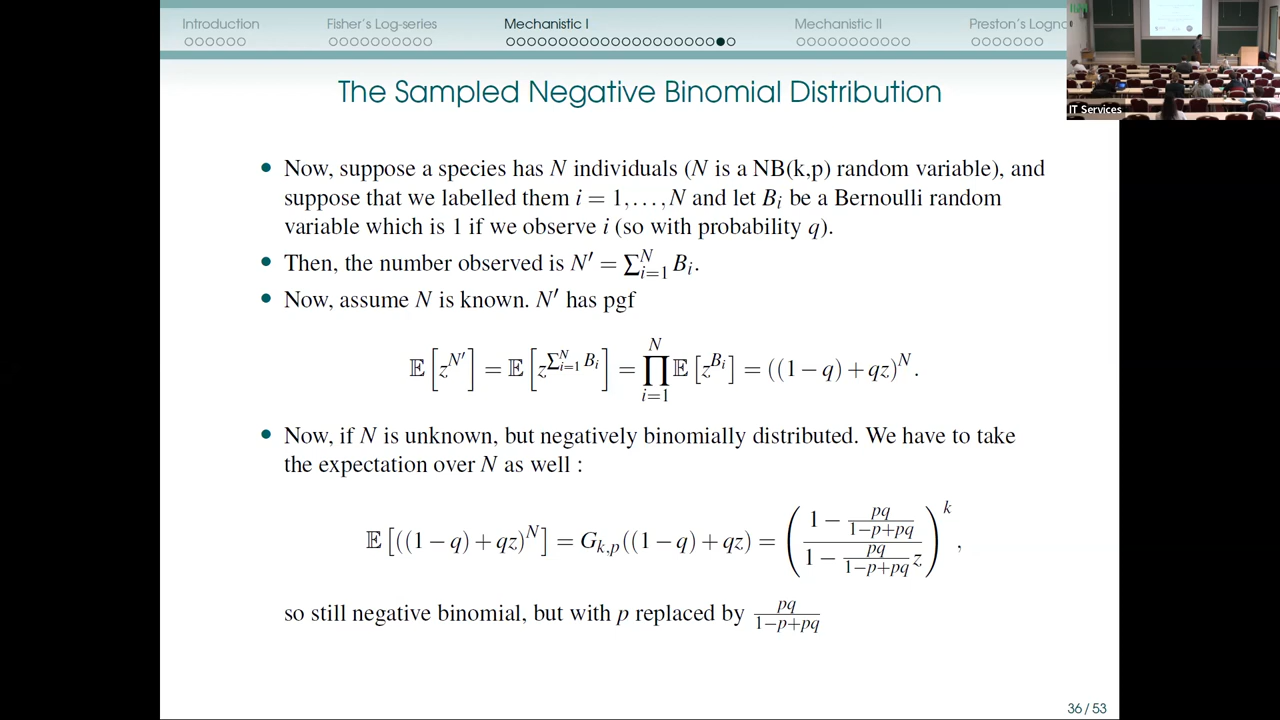 Introduction Fisher's Log-series Mechanistic I Mechanistic II Preston's Logno
IT Services
The Sampled Negative Binomial Distribution
• Now, suppose a species has N individuals (N is a NB(k,p) random variable), and
suppose that we labelled them i = 1,...,N and let B_i be a Bernoulli random
variable which is 1 if we observe i (so with probability q).
• Then, the number observed is N′ = ∑_{i=1}^N B_i.
• Now, assume N is known. N′ has pgf
𝔼[z^{N′}] = 𝔼[z^{∑_{i=1}^N B_i}] = ∏_{i=1}^N 𝔼[z^{B_i}] = ((1−q)+qz)^N.
• Now, if N is unknown, but negatively binomially distributed. We have to take
the expectation over N as well :
𝔼[((1−q)+qz)^N] = G_{k,p}((1−q)+qz) = ((1 − pq/(1−p+pq))/(1 − pq/(1−p+pq) z))^k,
so still negative binomial, but with p replaced by pq/(1−p+pq)
36/53